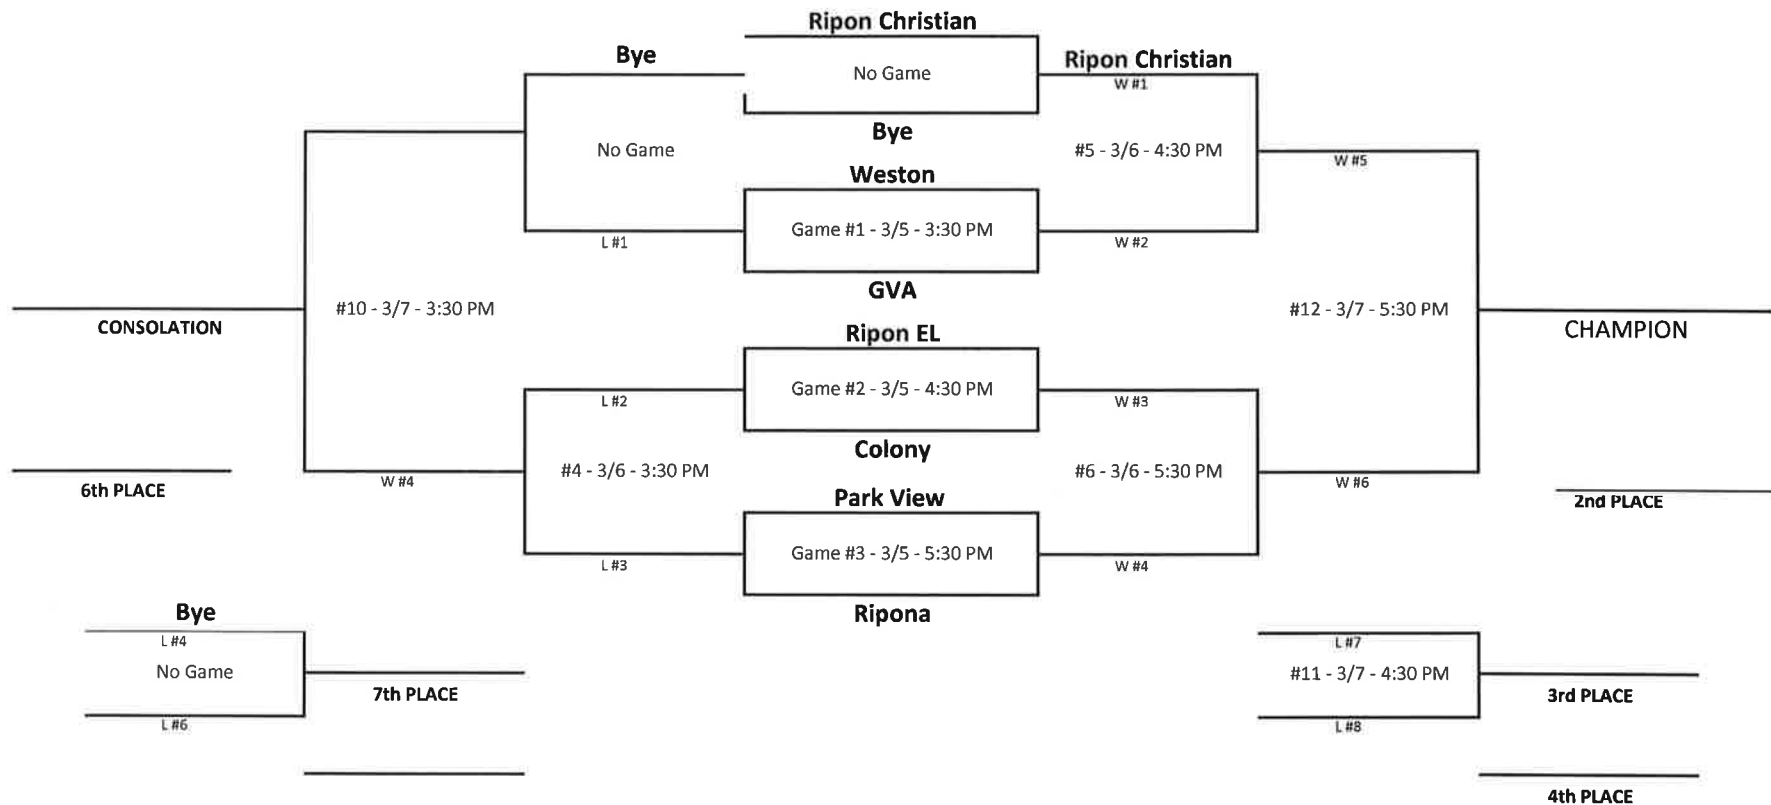 Ripon Christian
Bye
No Game
Ripon Christian
W #1
Bye
No Game
#5 - 3/6 - 4:30 PM
W #5
Weston
L #1
Game #1 - 3/5 - 3:30 PM
W #2
GVA
#10 - 3/7 - 3:30 PM
#12 - 3/7 - 5:30 PM
CONSOLATION
CHAMPION
Ripon EL
L #2
Game #2 - 3/5 - 4:30 PM
W #3
Colony
#4 - 3/6 - 3:30 PM
#6 - 3/6 - 5:30 PM
6th PLACE
W #4
W #6
2nd PLACE
Park View
L #3
Game #3 - 3/5 - 5:30 PM
W #4
Ripona
Bye
L #4
No Game
7th PLACE
L #6
L #7
#11 - 3/7 - 4:30 PM
3rd PLACE
L #8
4th PLACE